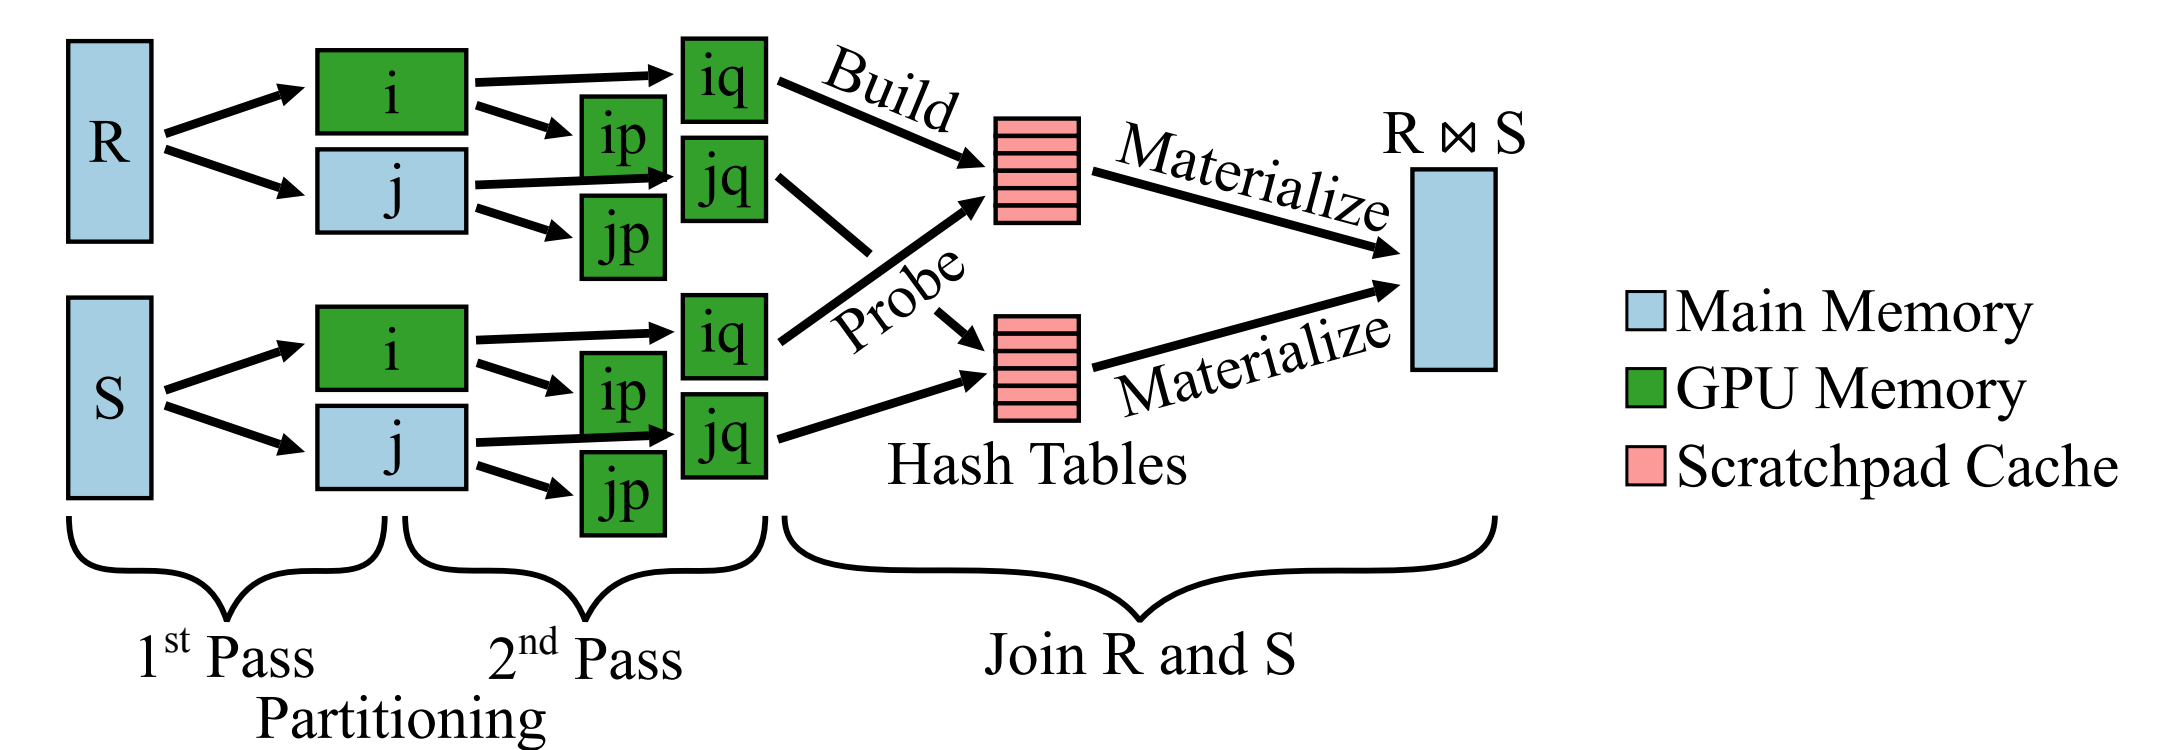 R
i
j
iq
ip
jq
jp
Build
S
i
j
iq
ip
jq
jp
Probe
Hash Tables
Materialize
Materialize
R ⋈ S
Main Memory
GPU Memory
Scratchpad Cache
1st Pass
2nd Pass
Partitioning
Join R and S